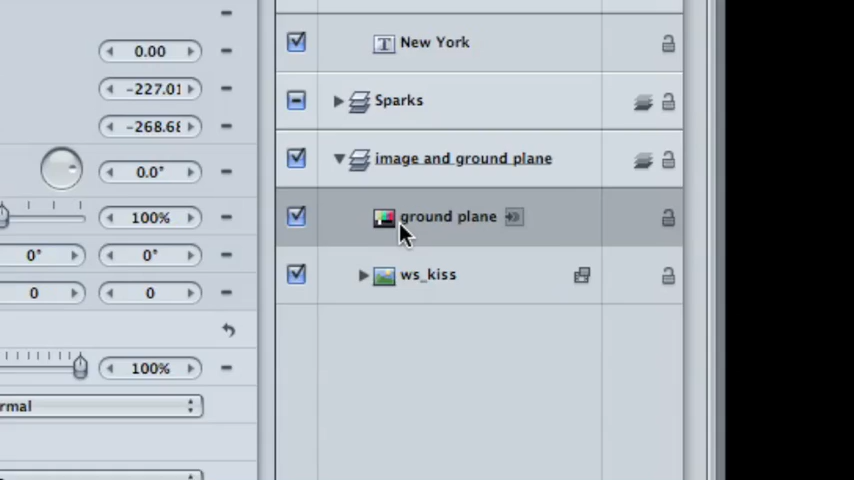 0.00
-227.01
-268.68
0.0°
100%
0° 0°
0 0
100%
rmal
T New York
Sparks
image and ground plane
ground plane
ws_kiss